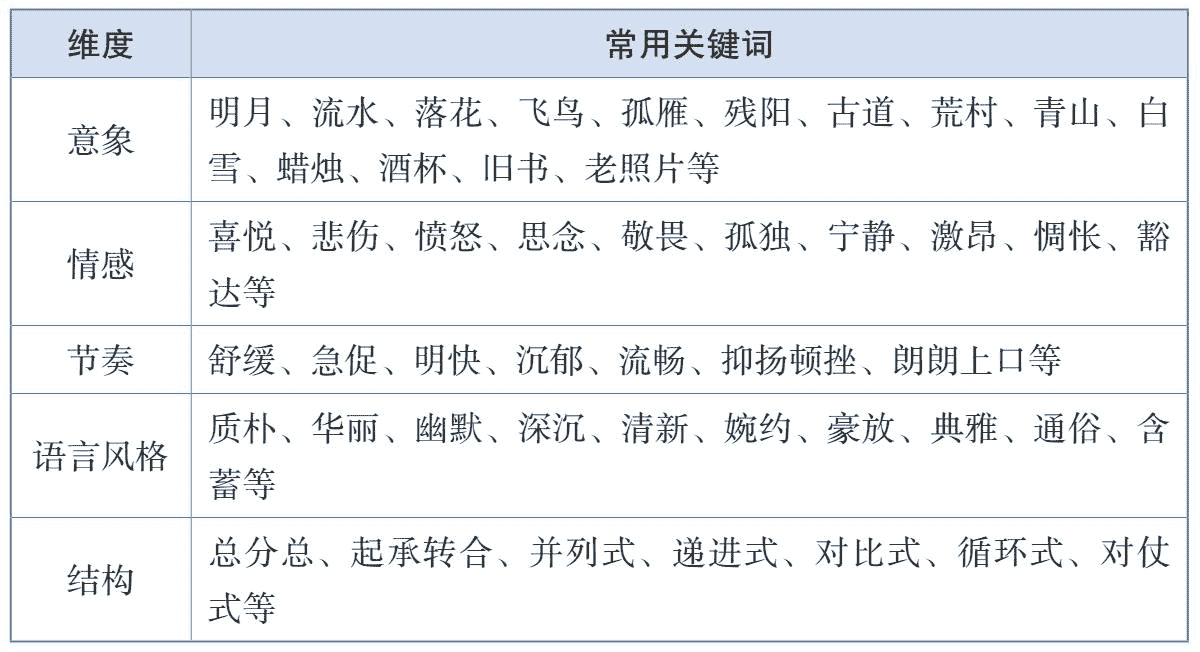 维度 常用关键词
意象 明月、流水、落花、飞鸟、孤雁、残阳、古道、荒村、青山、白
雪、蜡烛、酒杯、旧书、老照片等
情感 喜悦、悲伤、愤怒、思念、敬畏、孤独、宁静、激昂、惆怅、豁
达等
节奏 舒缓、急促、明快、沉郁、流畅、抑扬顿挫、朗朗上口等
语言风格 质朴、华丽、幽默、深沉、清新、婉约、豪放、典雅、通俗、含
蓄等
结构 总分总、起承转合、并列式、递进式、对比式、循环式、对仗
式等